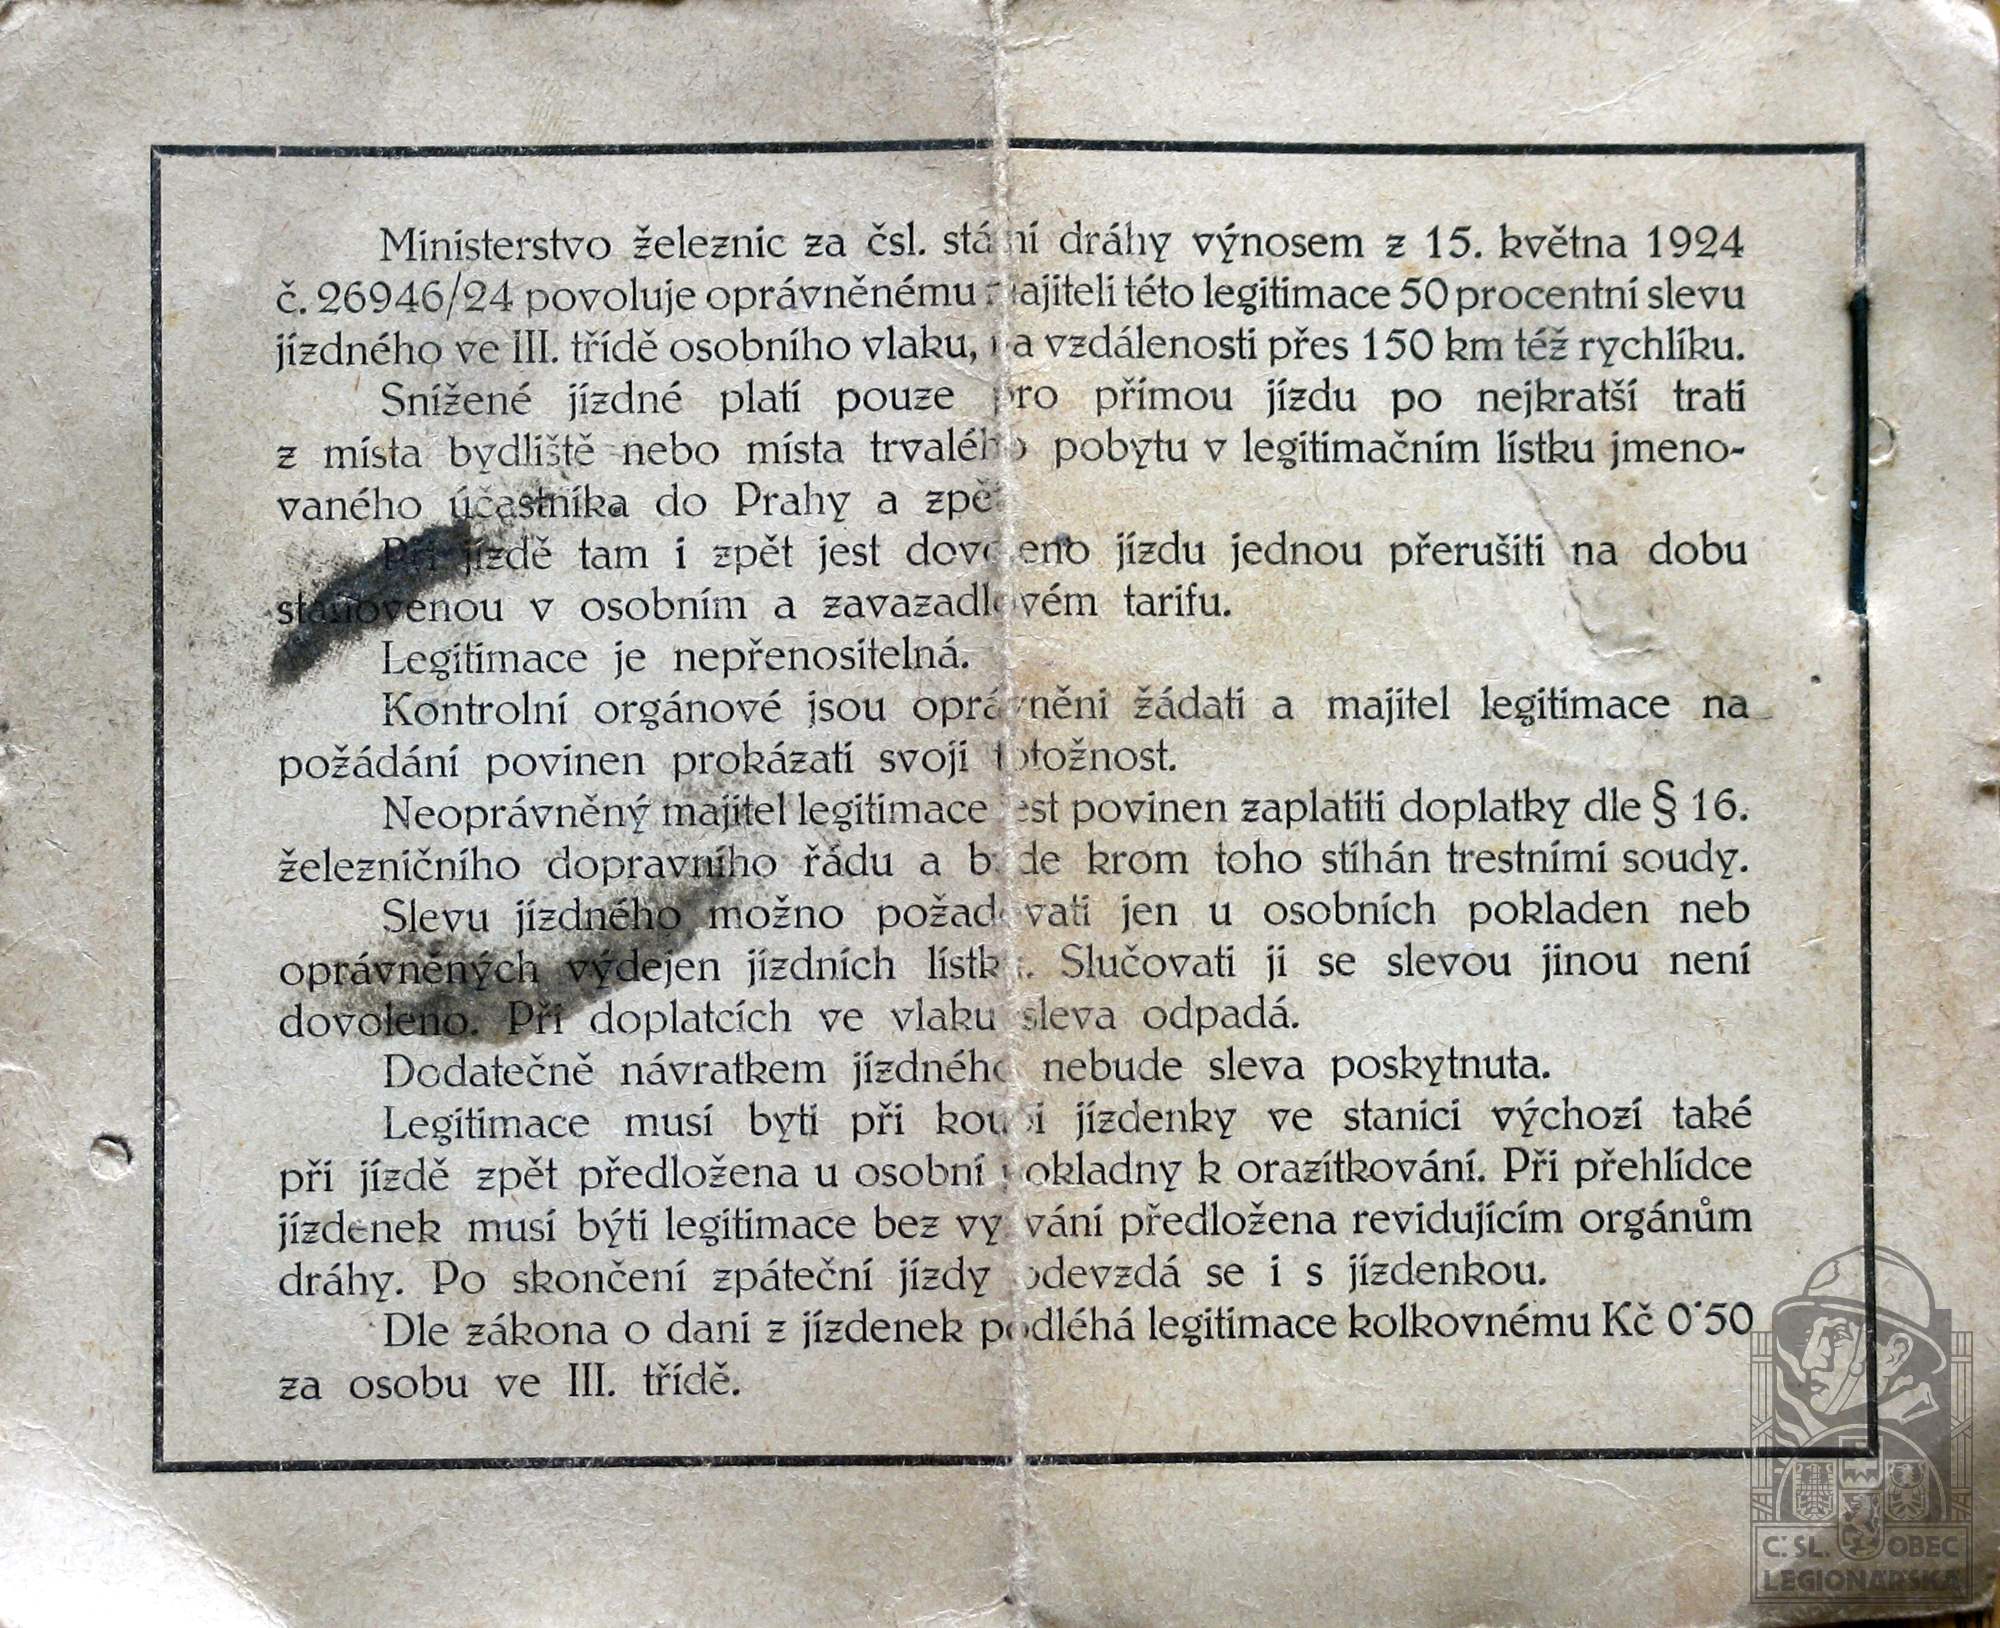 Ministerstvo železnic za čsl. státní dráhy výnosem z 15. května 1924
č. 26946/24 povoluje oprávněnému majiteli této legitimace 50 procentní slevu
jízdného ve III. třídě osobního vlaku, na vzdálenosti přes 150 km též rychlíku.
Snížené jízdné platí pouze pro přímou jízdu po nejkratší trati
z místa bydliště nebo místa trvalého pobytu v legitimačním lístku jmeno-
vaného účastníka do Prahy a zpět.
Při jízdě tam i zpět jest dovoleno jízdu jednou přerušiti na dobu
stanovenou v osobním a zavazadlovém tarifu.
Legitimace je nepřenositelná.
Kontrolní orgánové jsou oprávněni žádati a majitel legitimace na
požádání povinen prokázati svoji totožnost.
Neoprávněný majitel legitimace jest povinen zaplatiti doplatky dle § 16.
železničního dopravního řádu a bude krom toho stíhán trestními soudy.
Slevu jízdného možno požadovati jen u osobních pokladen neb
oprávněných výdejen jízdních lístků. Slučovati ji se slevou jinou není
dovoleno. Při doplatcích ve vlaku sleva odpadá.
Dodatečně návratkem jízdného nebude sleva poskytnuta.
Legitimace musí byti při koupi jízdenky ve stanici výchozí také
při jízdě zpět předložena u osobní pokladny k orazítkování. Při přehlídce
jízdenek musí býti legitimace bez vyzvání předložena revidujícím orgánům
dráhy. Po skončení zpáteční jízdy odevzdá se i s jízdenkou.
Dle zákona o dani z jízdenek podléhá legitimace kolkovnému Kč 0·50
za osobu ve III. třídě.
Č. SL. OBEC
LEGIONÁŘSKÁ